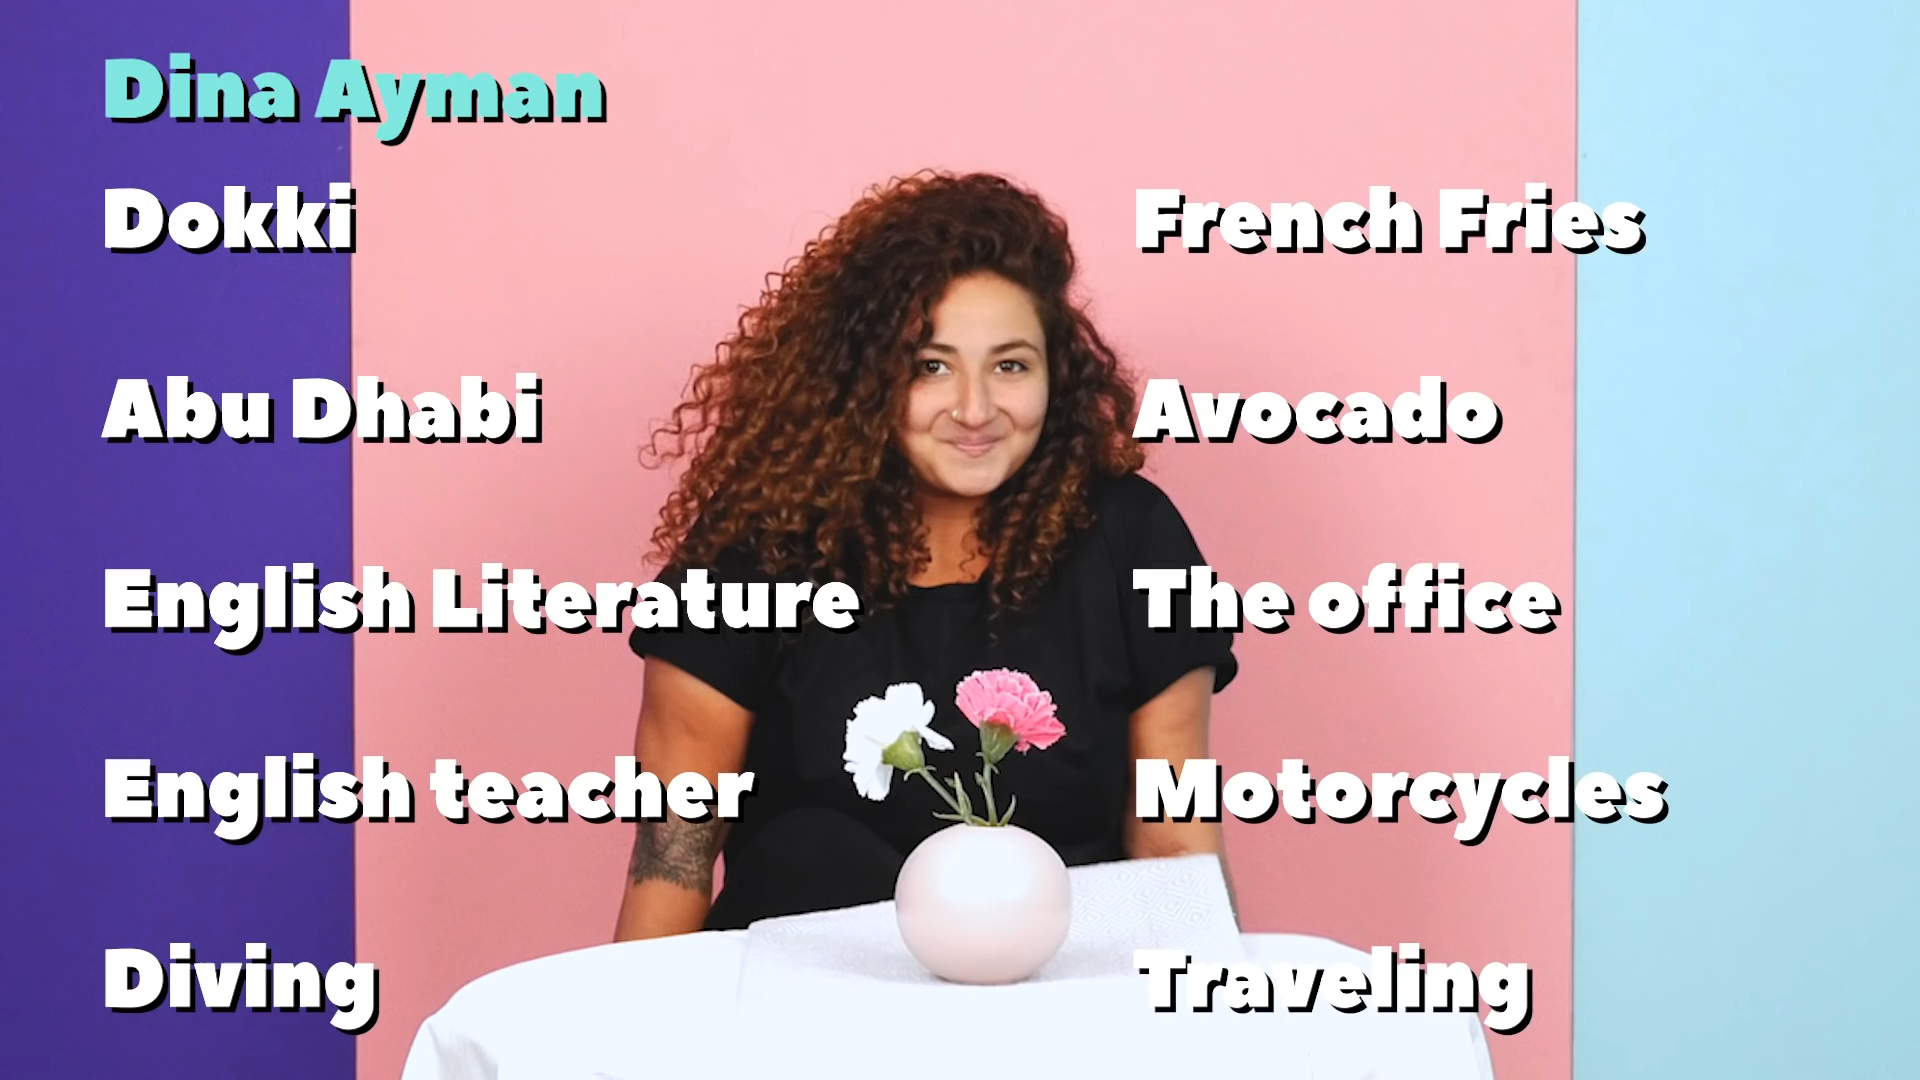 Dina Ayman
Dokki
Abu Dhabi
English Literature
English teacher
Diving
French Fries
Avocado
The office
Motorcycles
Traveling